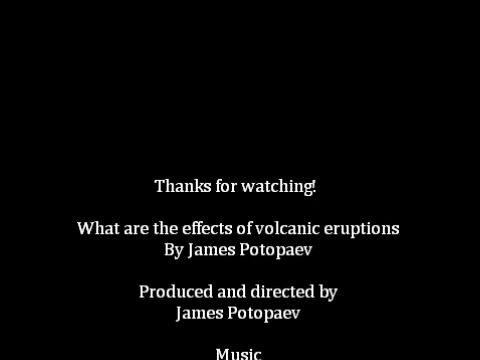 Thanks for watching!
What are the effects of volcanic eruptions
By James Potopaev
Produced and directed by
James Potopaev
Music